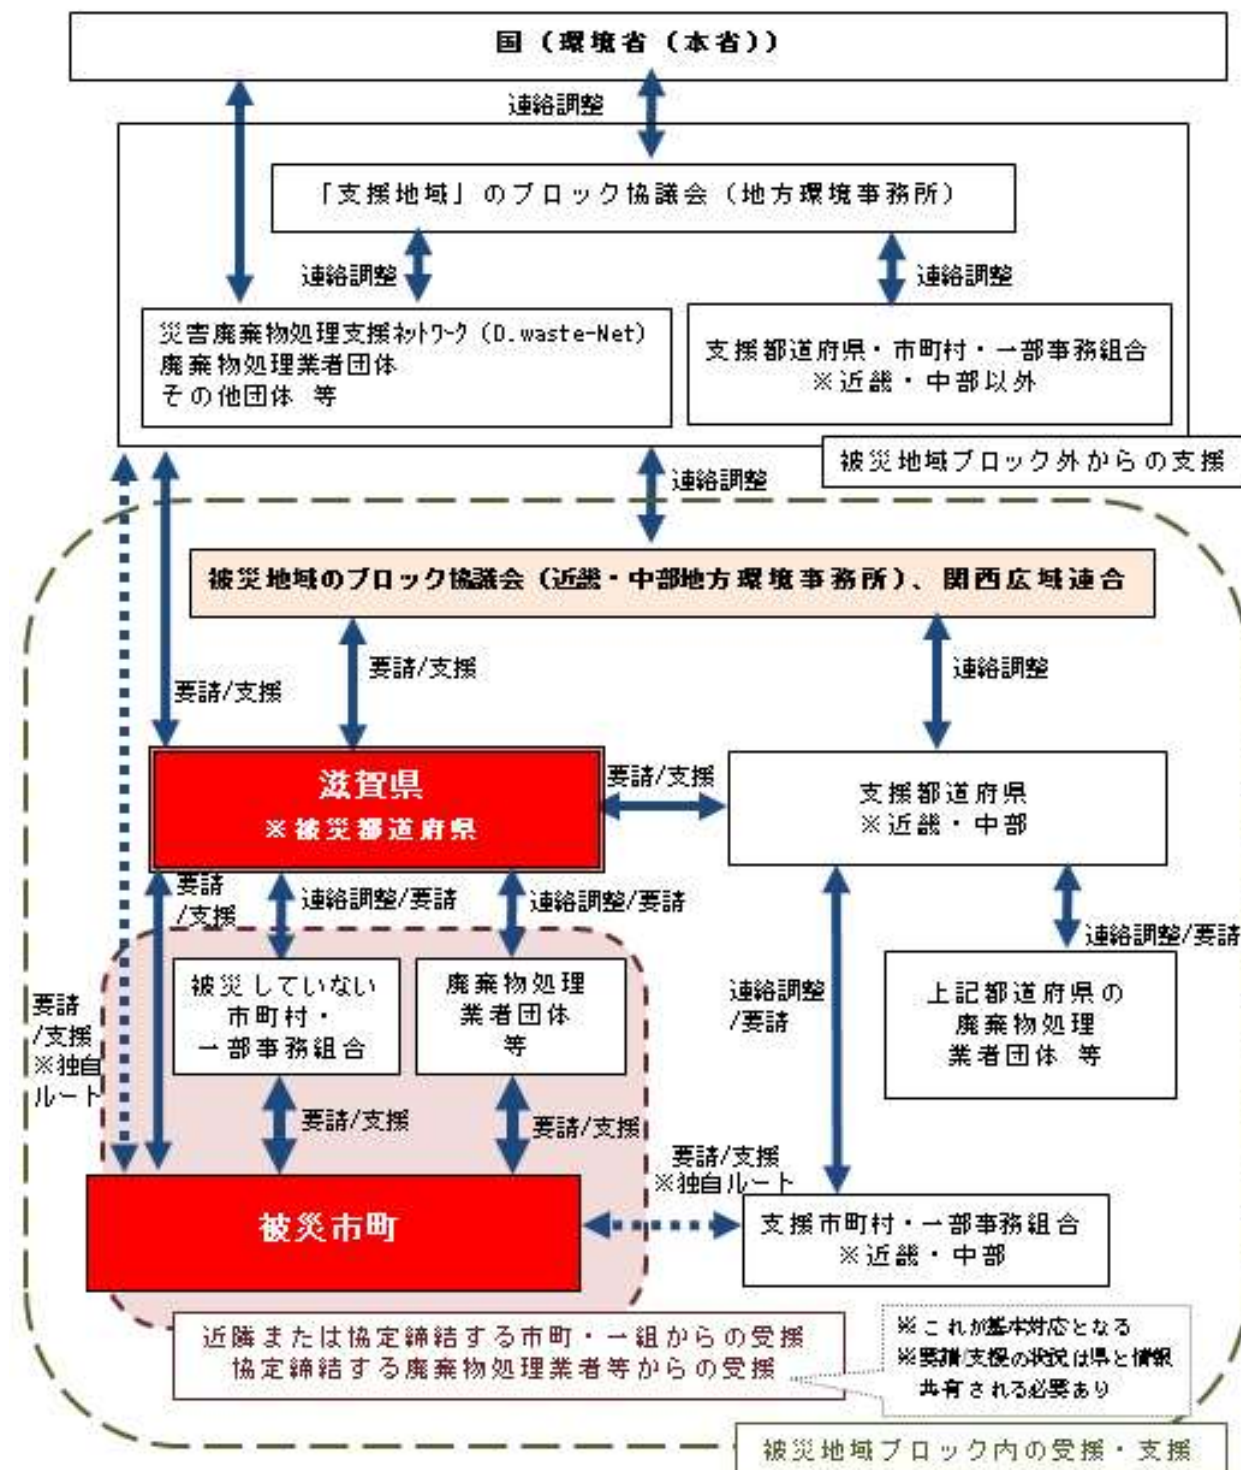 国（環境省（本省））
連絡調整
「支援地域」のブロック協議会（地方環境事務所）
連絡調整
連絡調整
災害廃棄物処理支援ﾈｯﾄﾜｰｸ（D.waste-Net）
廃棄物処理業者団体
その他団体 等
支援都道府県・市町村・一部事務組合
※近畿・中部以外
被災地域ブロック外からの支援
連絡調整
被災地域のブロック協議会（近畿・中部地方環境事務所）、関西広域連合
要請/支援
要請/支援
連絡調整
滋賀県
※被災都道府県
要請/支援
支援都道府県
※近畿・中部
要請
/支援
連絡調整/要請
連絡調整/要請
連絡調整/要請
被災していない
市町村・
一部事務組合
廃棄物処理
業者団体
等
連絡調整
/要請
上記都道府県の
廃棄物処理
業者団体 等
要請
/支援
※独自
ルート
要請/支援
要請/支援
要請/支援
※独自ルート
被災市町
支援市町村・一部事務組合
※近畿・中部
近隣または協定締結する市町・一組からの受援
協定締結する廃棄物処理業者等からの受援
※これが基本対応となる
※要請/支援の状況は県と情報
共有される必要あり
被災地域ブロック内の受援・支援